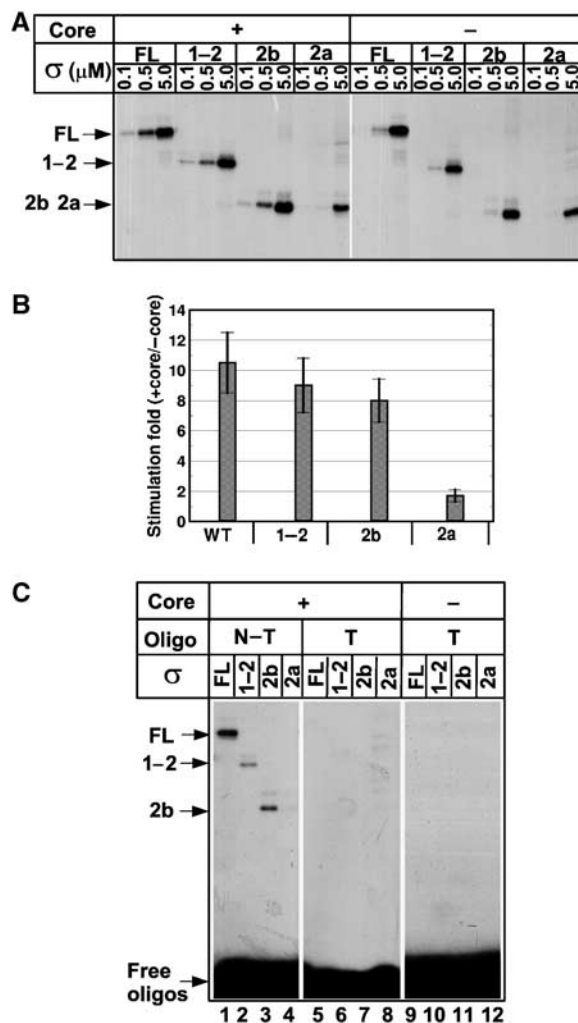 A
Core + –
FL 1–2 2b 2a FL 1–2 2b 2a
σ (μM) 0.1 0.5 5.0 0.1 0.5 5.0 0.1 0.5 5.0 0.1 0.5 5.0 0.1 0.5 5.0 0.1 0.5 5.0 0.1 0.5 5.0 0.1 0.5 5.0
FL
1–2
2b 2a
B
Stimulation fold (+core/−core)
14
12
10
8
6
4
2
0
WT 1–2 2b 2a
C
Core + –
Oligo N–T T T
σ FL 1–2 2b 2a FL 1–2 2b 2a FL 1–2 2b 2a
FL
1–2
2b
Free
oligos
1 2 3 4 5 6 7 8 9 10 11 12